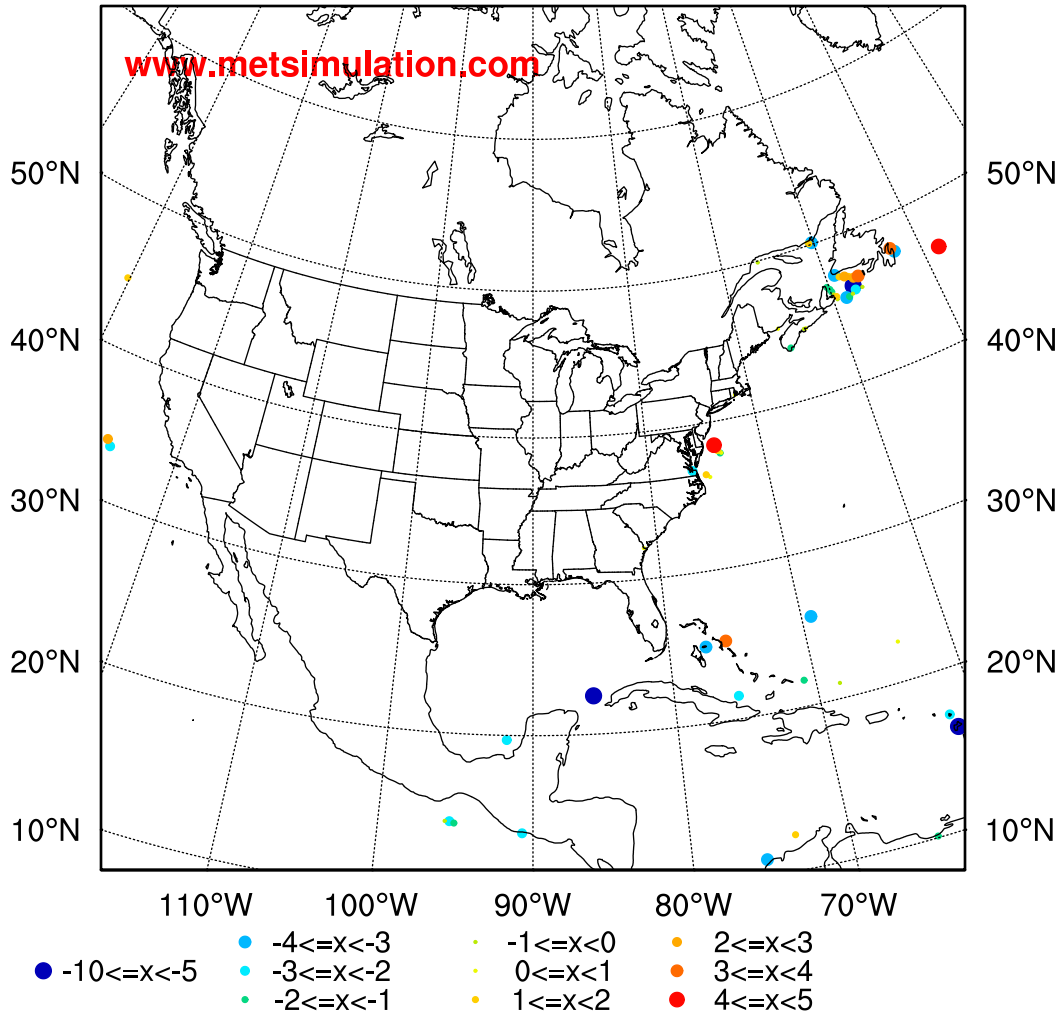 www.metsimulation.com
50°N 50°N
40°N 40°N
30°N 30°N
20°N 20°N
10°N 10°N
110°W 100°W 90°W 80°W 70°W
-4<=x<-3 -1<=x<0 2<=x<3
-10<=x<-5 -3<=x<-2 0<=x<1 3<=x<4
-2<=x<-1 1<=x<2 4<=x<5